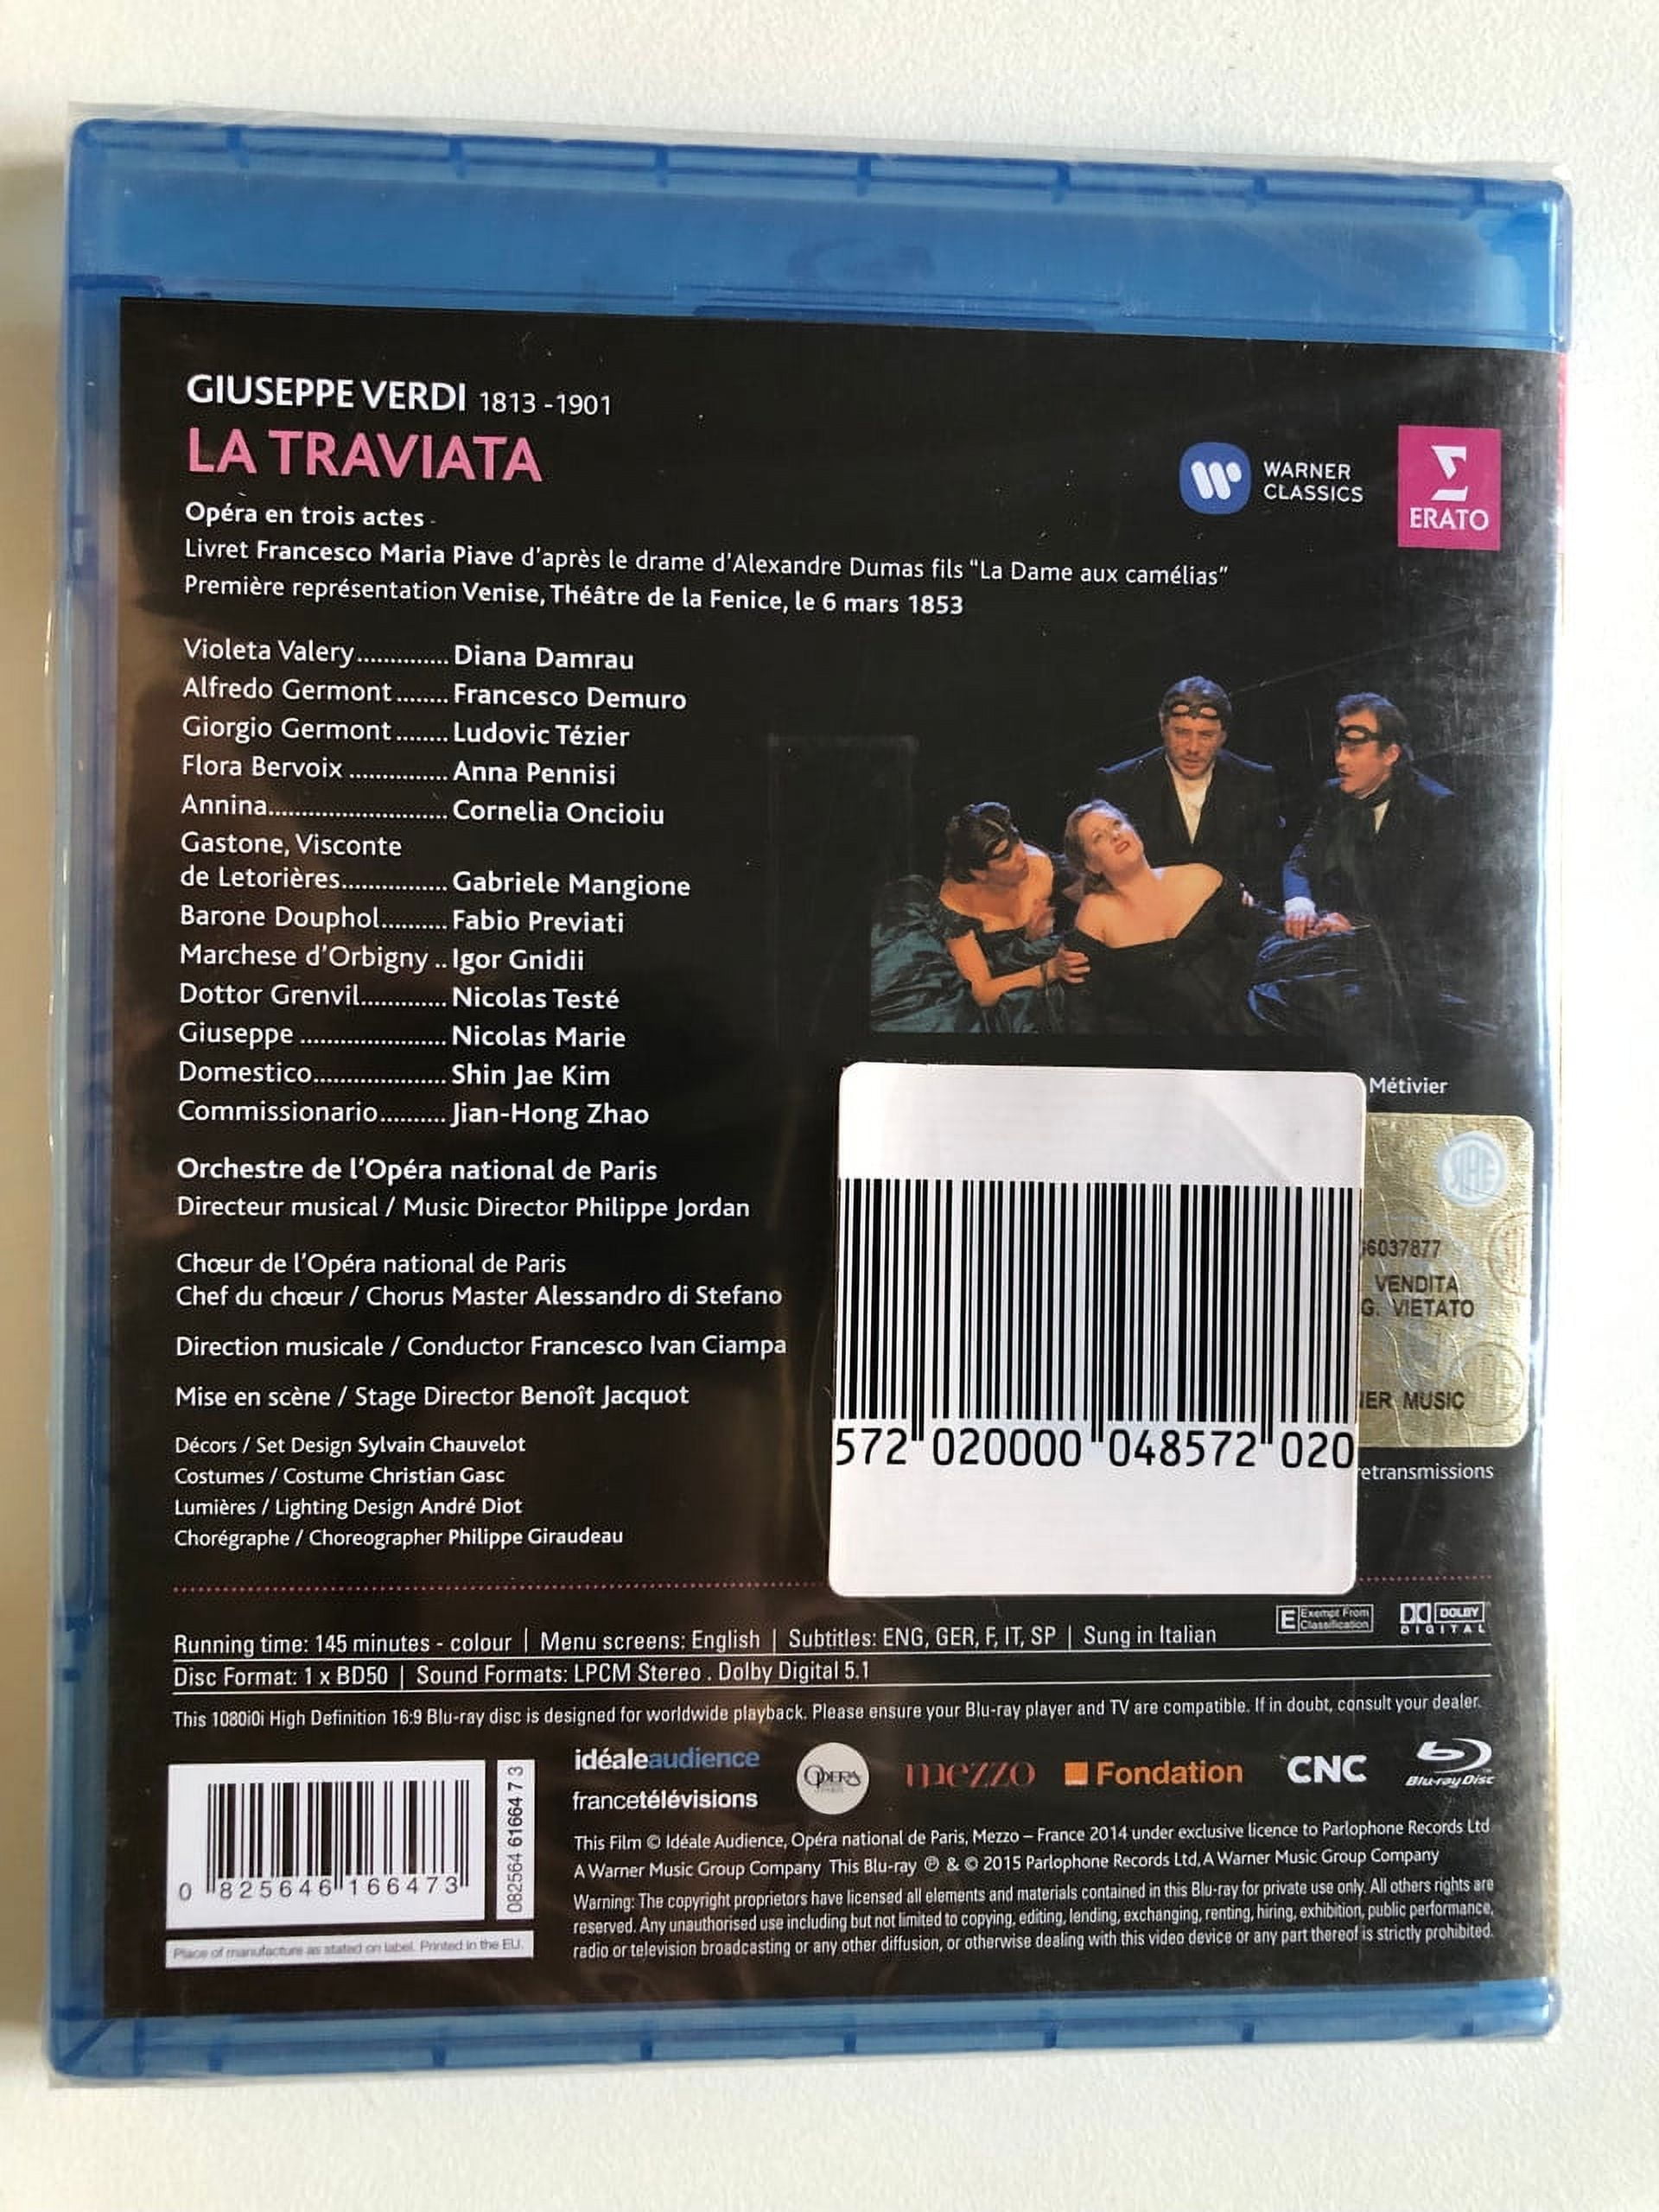 GIUSEPPE VERDI 1813 -1901
LA TRAVIATA
WARNER
CLASSICS
ERATO
Opéra en trois actes -
Livret Francesco Maria Piave d'après le drame d'Alexandre Dumas fils "La Dame aux camélias"
Première représentation Venise, Théâtre de la Fenice, le 6 mars 1853
Violeta Valery.............. Diana Damrau
Alfredo Germont ........ Francesco Demuro
Giorgio Germont ........ Ludovic Tézier
Flora Bervoix ............... Anna Pennisi
Annina........................... Cornelia Oncioiu
Gastone, Visconte
de Letorières................ Gabriele Mangione
Barone Douphol.......... Fabio Previati
Marchese d'Orbigny .. Igor Gnidii
Dottor Grenvil............. Nicolas Testé
Giuseppe ...................... Nicolas Marie
Domestico.................... Shin Jae Kim
Commissionario.......... Jian-Hong Zhao
Orchestre de l'Opéra national de Paris
Directeur musical / Music Director Philippe Jordan
Chœur de l'Opéra national de Paris
Chef du chœur / Chorus Master Alessandro di Stefano
Direction musicale / Conductor Francesco Ivan Ciampa
Mise en scène / Stage Director Benoît Jacquot
Décors / Set Design Sylvain Chauvelot
Costumes / Costume Christian Gasc
Lumières / Lighting Design André Diot
Chorégraphe / Choreographer Philippe Giraudeau
Métivier
SIAE
6037877
VENDITA
G. VIETATO
ER MUSIC
572 020000 048572 020
etransmissions
E Exempt From
Classification
DOLBY
DIGITAL
Running time: 145 minutes - colour | Menu screens: English | Subtitles: ENG, GER, F, IT, SP | Sung in Italian
Disc Format: 1 x BD50 | Sound Formats: LPCM Stereo . Dolby Digital 5.1
This 1080i0i High Definition 16:9 Blu-ray disc is designed for worldwide playback. Please ensure your Blu-ray player and TV are compatible. If in doubt, consult your dealer.
0 825646 166473
082564 61664 7 3
Place of manufacture as stated on label. Printed in the EU.
idéaleaudience
francetélévisions
OPERA
mezzo
Fondation
CNC
Blu-ray Disc
This Film © Idéale Audience, Opéra national de Paris, Mezzo – France 2014 under exclusive licence to Parlophone Records Ltd
A Warner Music Group Company This Blu-ray ℗ & © 2015 Parlophone Records Ltd, A Warner Music Group Company
Warning: The copyright proprietors have licensed all elements and materials contained in this Blu-ray for private use only. All others rights are
reserved. Any unauthorised use including but not limited to copying, editing, lending, exchanging, renting, hiring, exhibition, public performance,
radio or television broadcasting or any other diffusion, or otherwise dealing with this video device or any part thereof is strictly prohibited.